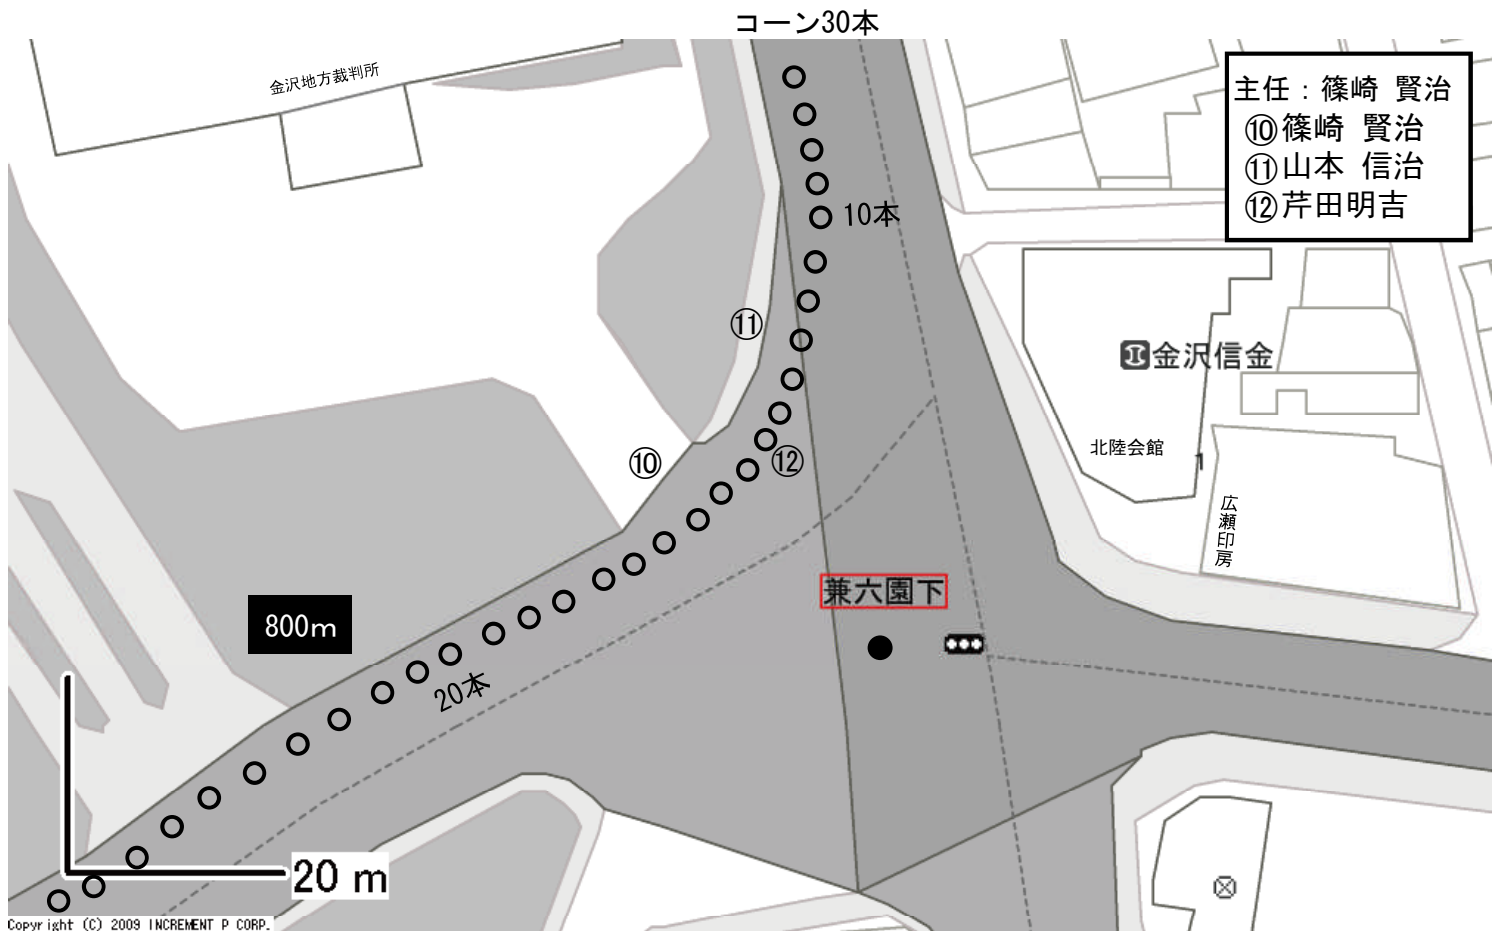 コーン30本
金沢地方裁判所
主任：篠崎 賢治
⑩篠崎 賢治
⑪山本 信治
⑫芹田明吉
10本
⑪
金沢信金
北陸会館
1
⑩
⑫
広瀬印房
兼六園下
800m
20本
20 m
Copyright (C) 2009 INCREMENT P CORP.